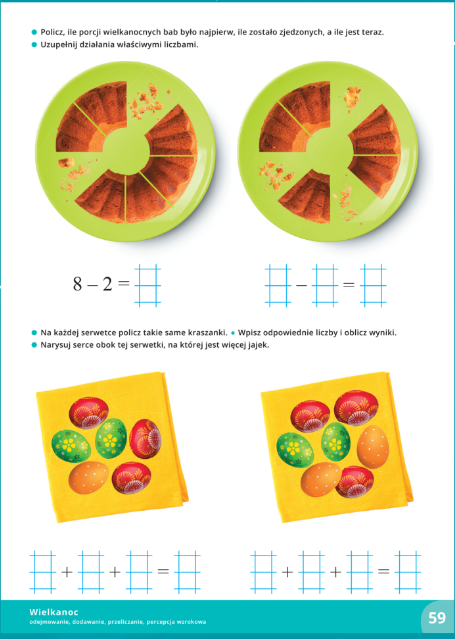 ● Policz, ile porcji wielkanocnych bab było najpierw, ile zostało zjedzonych, a ile jest teraz.
● Uzupełnij działania właściwymi liczbami.
8 – 2 =
– =
● Na każdej serwetce policz takie same kraszanki. ● Wpisz odpowiednie liczby i oblicz wyniki.
● Narysuj serce obok tej serwetki, na której jest więcej jajek.
+ + =
+ + =
Wielkanoc
odejmowanie, dodawanie, przeliczanie, percepcja wzrokowa
59